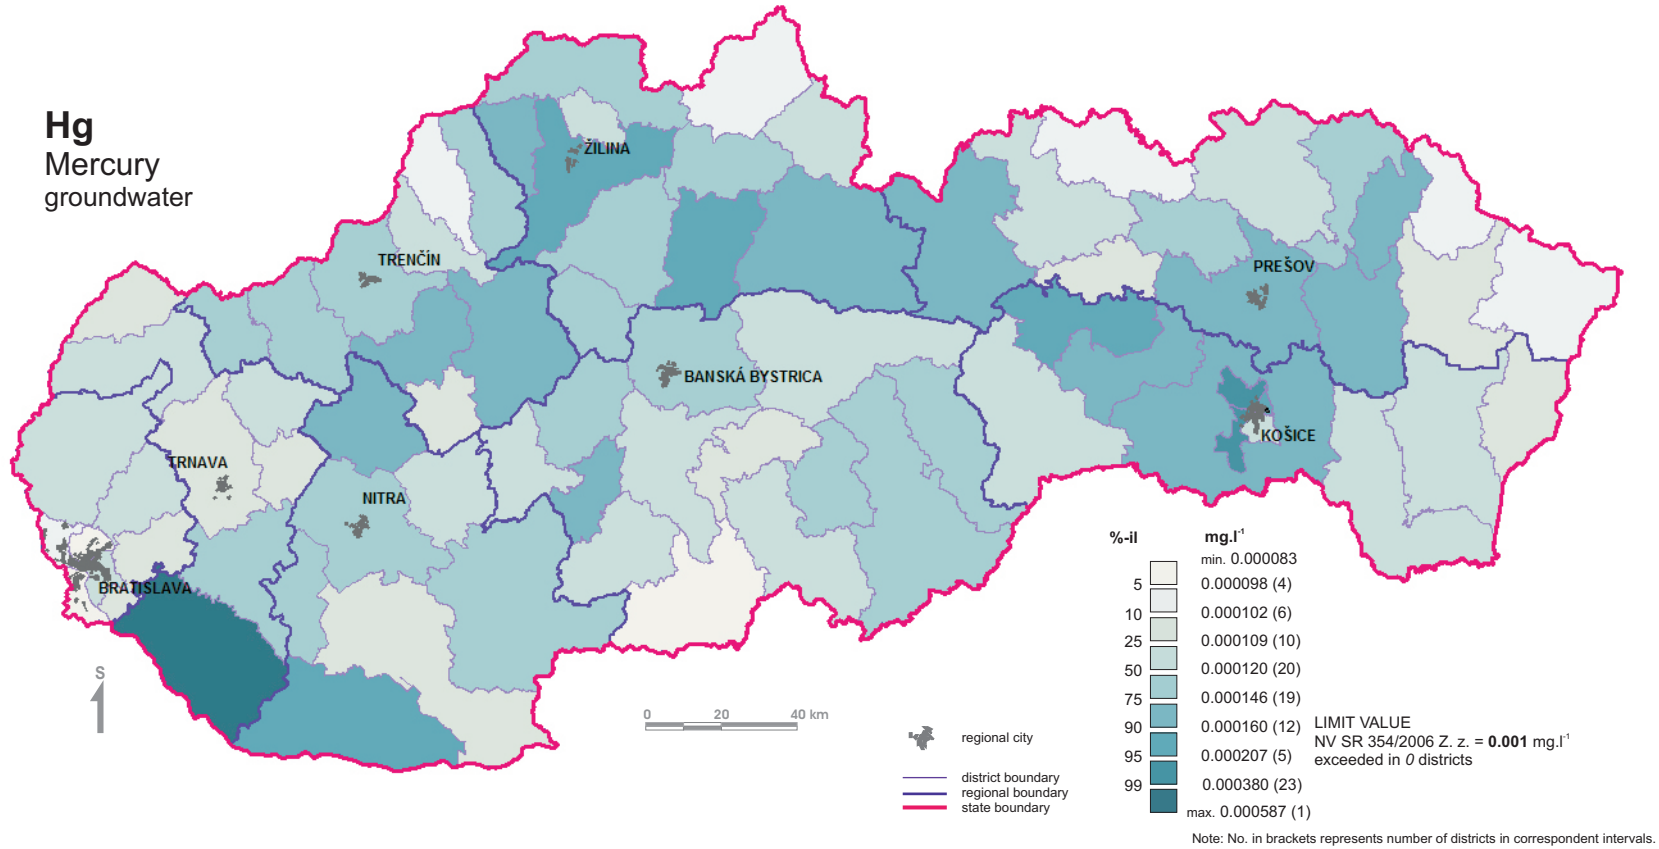 Hg
Mercury
groundwater
ŽILINA
TRENČÍN
PREŠOV
BANSKÁ BYSTRICA
KOŠICE
TRNAVA
NITRA
BRATISLAVA
S
0 20 40 km
regional city
district boundary
regional boundary
state boundary
%-il mg.l⁻¹
min. 0.000083
5 0.000098 (4)
10 0.000102 (6)
25 0.000109 (10)
50 0.000120 (20)
75 0.000146 (19)
90 0.000160 (12)
95 0.000207 (5)
99 0.000380 (23)
max. 0.000587 (1)
LIMIT VALUE
NV SR 354/2006 Z. z. = 0.001 mg.l⁻¹
exceeded in 0 districts
Note: No. in brackets represents number of districts in correspondent intervals.